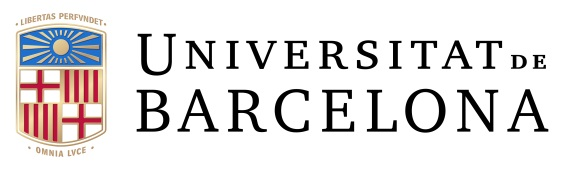 · LIBERTAS PERFVNDET ·
UNIVERSITAT DE
BARCELONA
· OMNIA LVCE ·